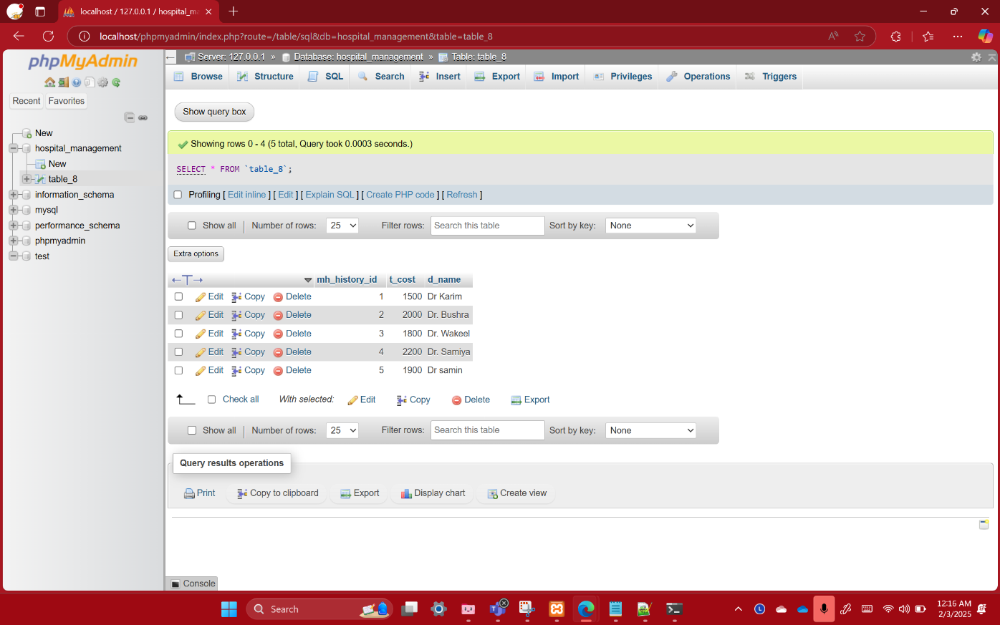 localhost / 127.0.0.1 / hospital_m
localhost/phpmyadmin/index.php?route=/table/sql&db=hospital_management&table=table_8
phpMyAdmin
Recent Favorites
New
hospital_management
New
table_8
information_schema
mysql
performance_schema
phpmyadmin
test
Server: 127.0.0.1 » Database: hospital_management » Table: table_8
Browse Structure SQL Search Insert Export Import Privileges Operations Triggers
Show query box
Showing rows 0 - 4 (5 total, Query took 0.0003 seconds.)
SELECT * FROM `table_8`;
Profiling [ Edit inline ] [ Edit ] [ Explain SQL ] [ Create PHP code ] [ Refresh ]
Show all | Number of rows: 25 Filter rows: Search this table Sort by key: None
Extra options
←T→ mh_history_id t_cost d_name
Edit Copy Delete 1 1500 Dr Karim
Edit Copy Delete 2 2000 Dr. Bushra
Edit Copy Delete 3 1800 Dr. Wakeel
Edit Copy Delete 4 2200 Dr. Samiya
Edit Copy Delete 5 1900 Dr samin
Check all With selected: Edit Copy Delete Export
Show all | Number of rows: 25 Filter rows: Search this table Sort by key: None
Query results operations
Print Copy to clipboard Export Display chart Create view
Console
Search
12:16 AM
2/3/2025